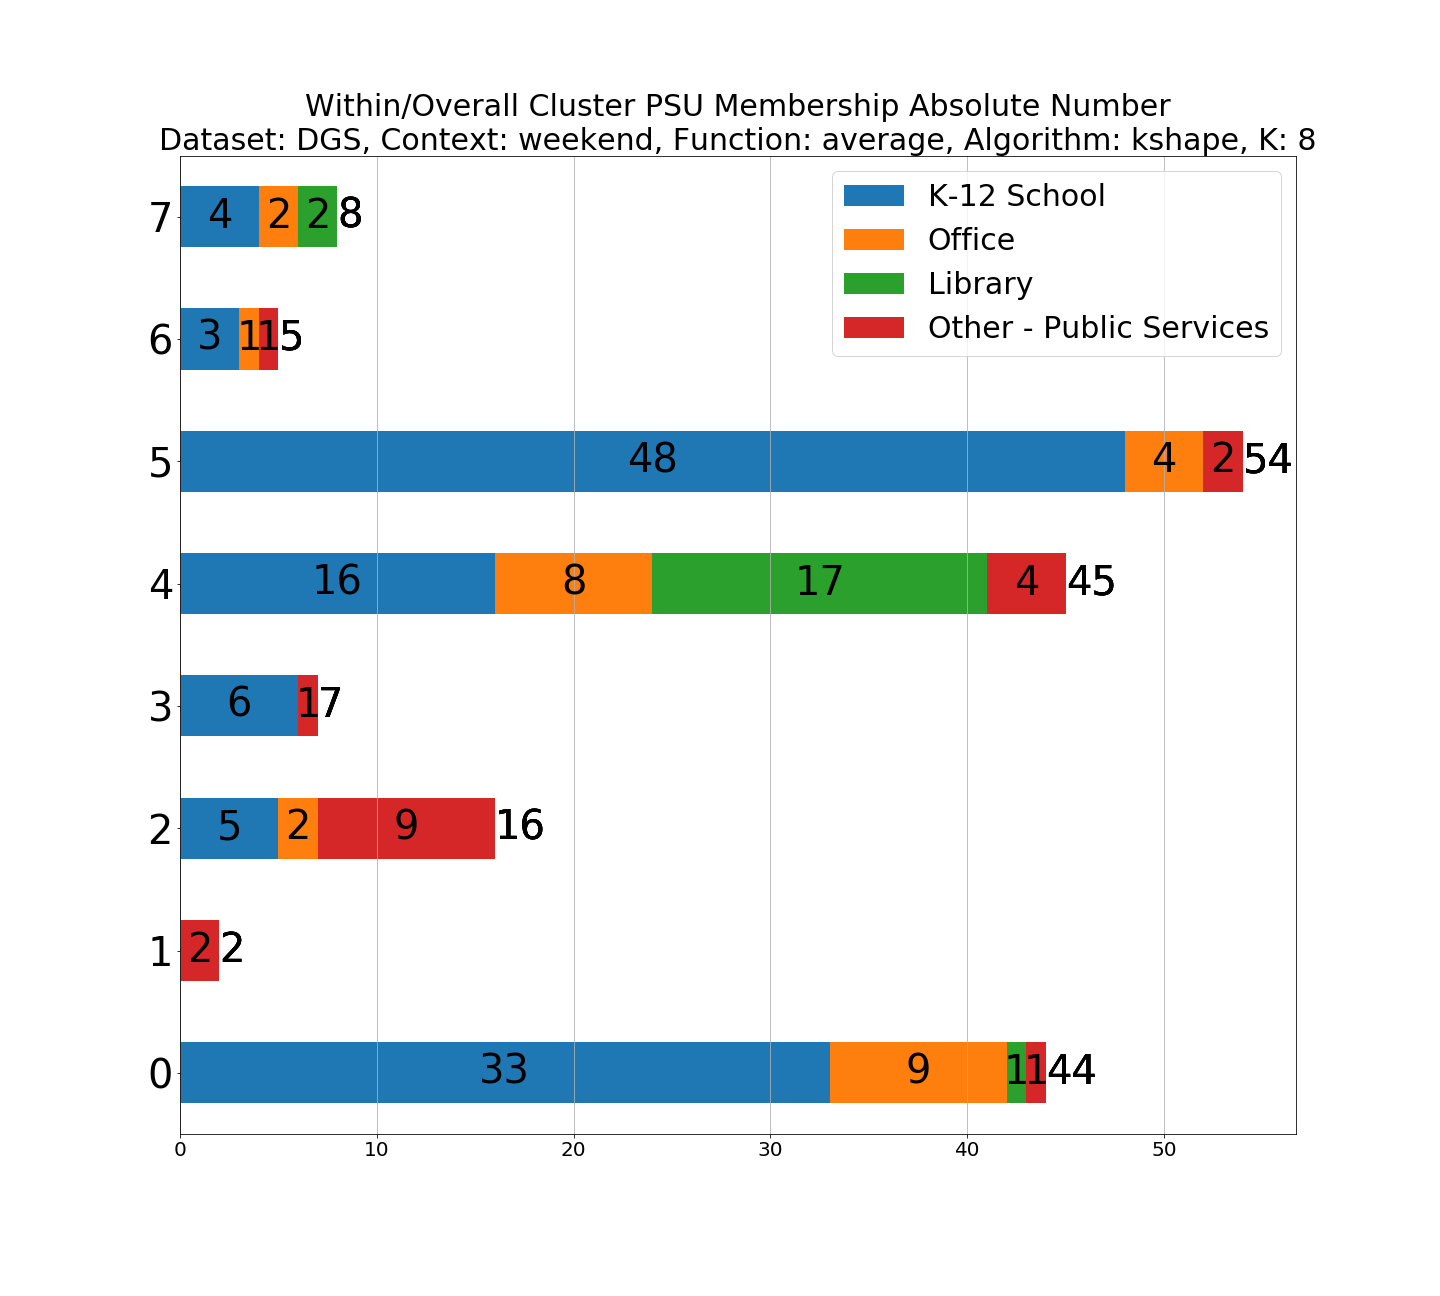 Within/Overall Cluster PSU Membership Absolute Number
Dataset: DGS, Context: weekend, Function: average, Algorithm: kshape, K: 8
K-12 School
Office
Library
Other - Public Services
7 4 2 2 8
6 3 1 1 5
5 48 4 2 54
4 16 8 17 4 45
3 6 1 7
2 5 2 9 16
1 2 2
0 33 9 1 1 44
0 10 20 30 40 50